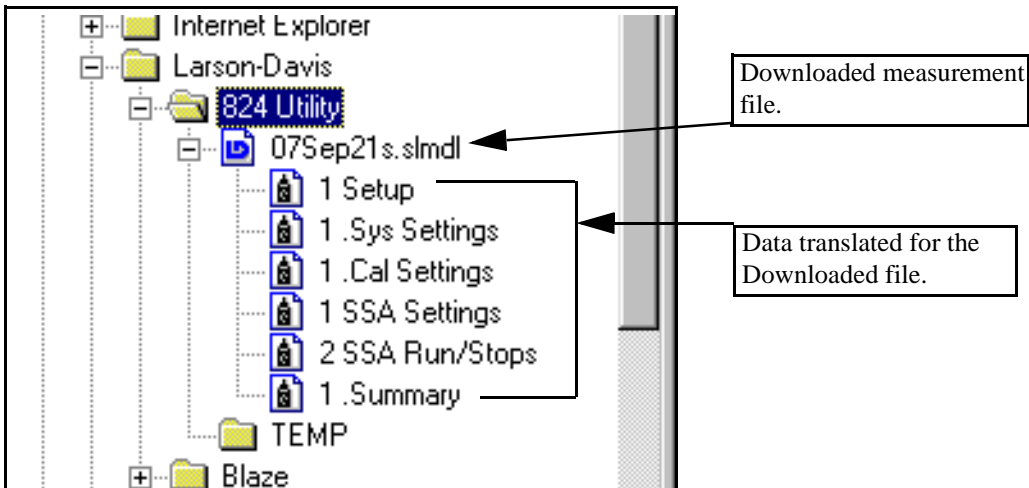 Internet Explorer
Larson-Davis
824 Utility
07Sep21s.slmdl
1 Setup
1 .Sys Settings
1 .Cal Settings
1 SSA Settings
2 SSA Run/Stops
1 .Summary
TEMP
Blaze
Downloaded measurement
file.
Data translated for the
Downloaded file.